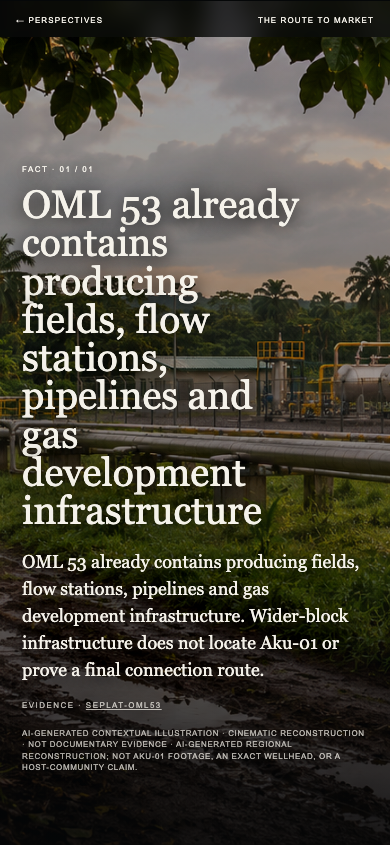 ← PERSPECTIVES
THE ROUTE TO MARKET
FACT · 01 / 01
OML 53 already
contains
producing
fields, flow
stations,
pipelines and
gas
development
infrastructure
OML 53 already contains producing fields,
flow stations, pipelines and gas
development infrastructure. Wider-block
infrastructure does not locate Aku-01 or
prove a final connection route.
EVIDENCE · SEPLAT-OML53
AI-GENERATED CONTEXTUAL ILLUSTRATION · CINEMATIC RECONSTRUCTION
· NOT DOCUMENTARY EVIDENCE · AI-GENERATED REGIONAL
RECONSTRUCTION; NOT AKU-01 FOOTAGE, AN EXACT WELLHEAD, OR A
HOST-COMMUNITY CLAIM.